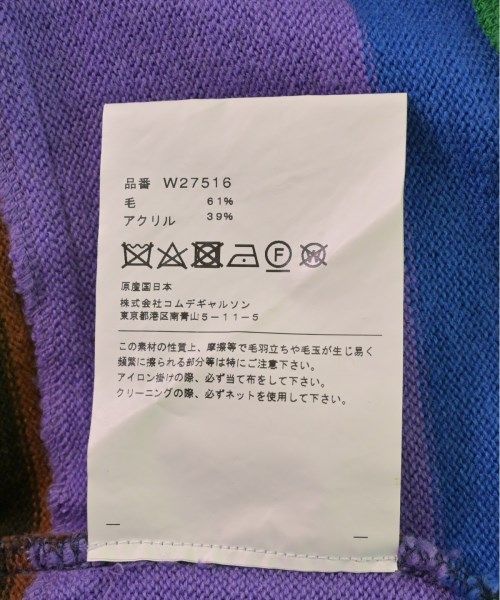 品番 W27516
毛 61%
アクリル 39%
F
W
原産国日本
株式会社コムデギャルソン
東京都港区南青山5-11-5
この素材の性質上、摩擦等で毛羽立ちや毛玉が生じ易く
頻繁に擦られる部分等は特にご注意下さい。
アイロン掛けの際、必ず当て布をして下さい。
クリーニングの際、必ずネットを使用して下さい。